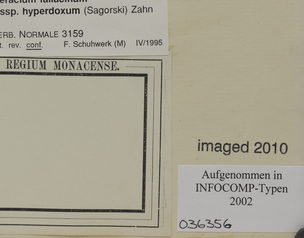 ssp. hyperdoxum (Sagorski) Zahn
ERB. NORMALE 3159
t. rev. conf. F. Schuhwerk (M) IV/1995
REGIUM MONACENSE.
imaged 2010
Aufgenommen in
INFOCOMP-Typen
2002
036356